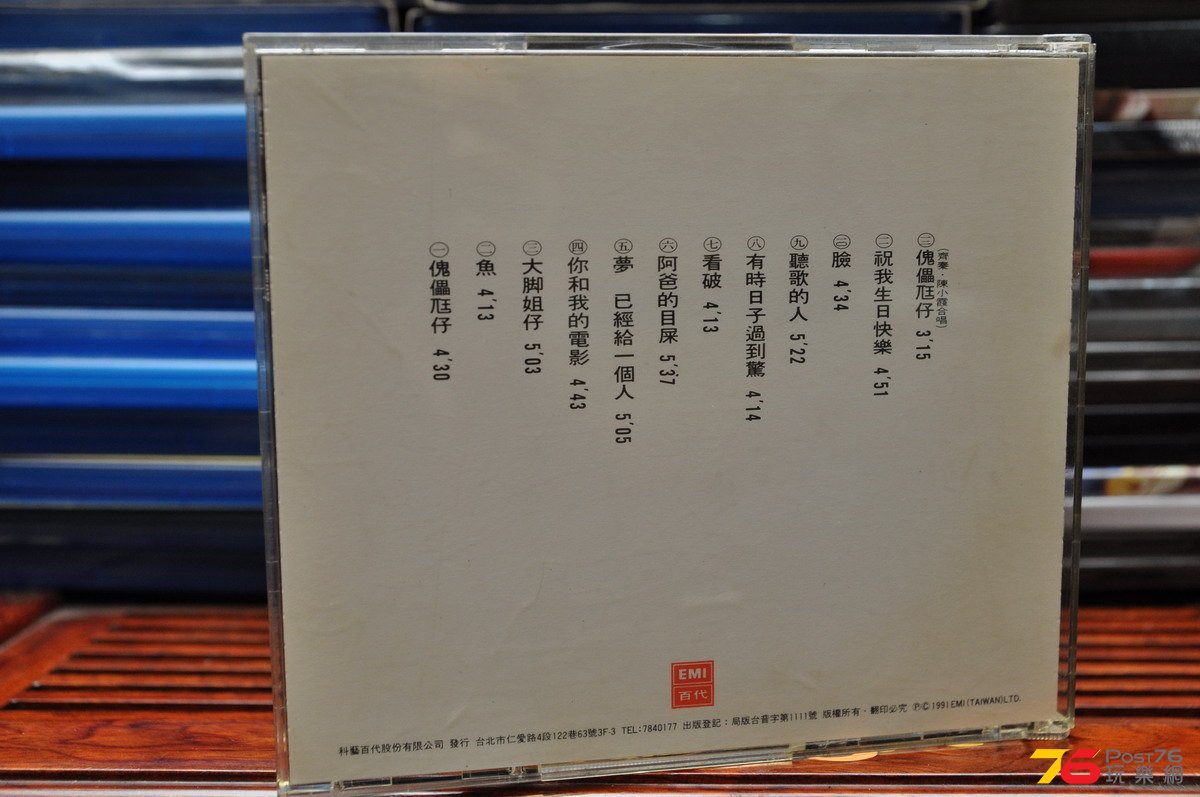 ㊀傀儡尫仔 4'30
㊁魚 4'13
㊂大脚姐仔 5'03
㊃你和我的電影 4'43
㊄夢 已經給一個人 5'05
㊅阿爸的目屎 5'37
㊆看破 4'13
㊇有時日子過到驚 4'14
㊈聽歌的人 5'22
㊀㊁臉 4'34
祝我生日快樂 4'51
傀儡尫仔 3'15
(齊秦·陳小霞合唱)
EMI
百代
科藝百代股份有限公司 發行 台北市仁愛路4段122巷63號3F-3 TEL:7840177 出版登記:局版台音字第1111號 版權所有·翻印必究 ℗© 1991 EMI (TAIWAN) LTD.
76 Post76
玩樂網